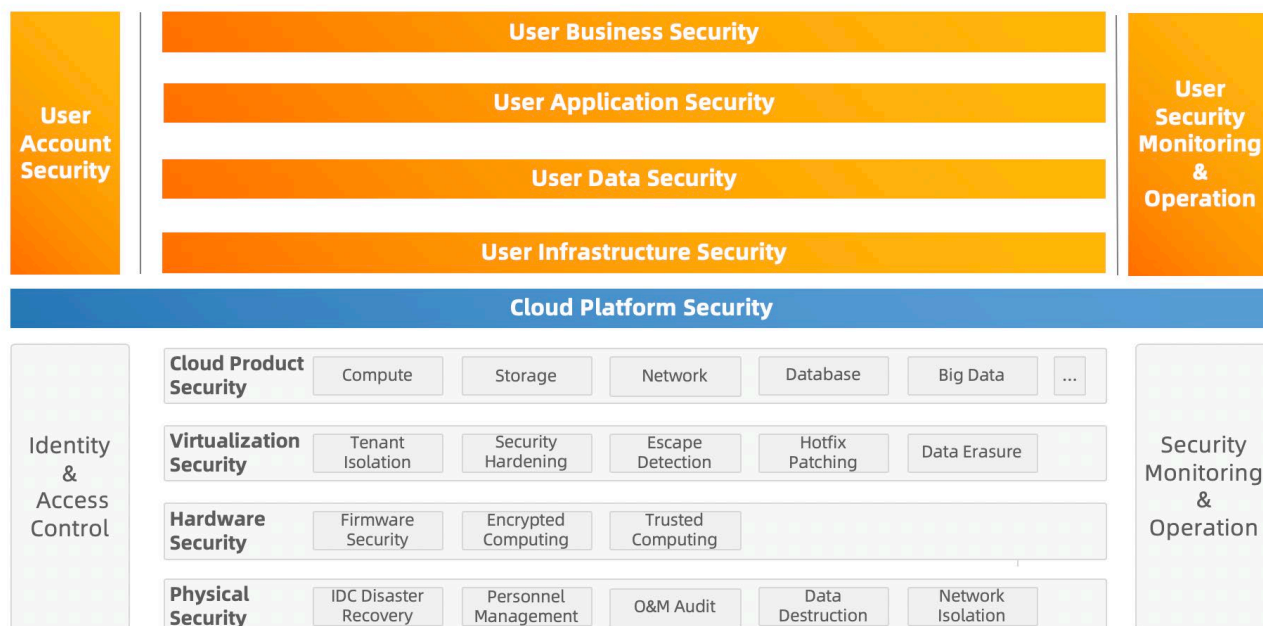 User Business Security
User Application Security
User Data Security
User Infrastructure Security
User
Account
Security
User
Security
Monitoring
&
Operation
Cloud Platform Security
Identity
&
Access
Control
Cloud Product
Security
Compute
Storage
Network
Database
Big Data
...
Virtualization
Security
Tenant
Isolation
Security
Hardening
Escape
Detection
Hotfix
Patching
Data Erasure
Hardware
Security
Firmware
Security
Encrypted
Computing
Trusted
Computing
Physical
Security
IDC Disaster
Recovery
Personnel
Management
O&M Audit
Data
Destruction
Network
Isolation
Security
Monitoring
&
Operation